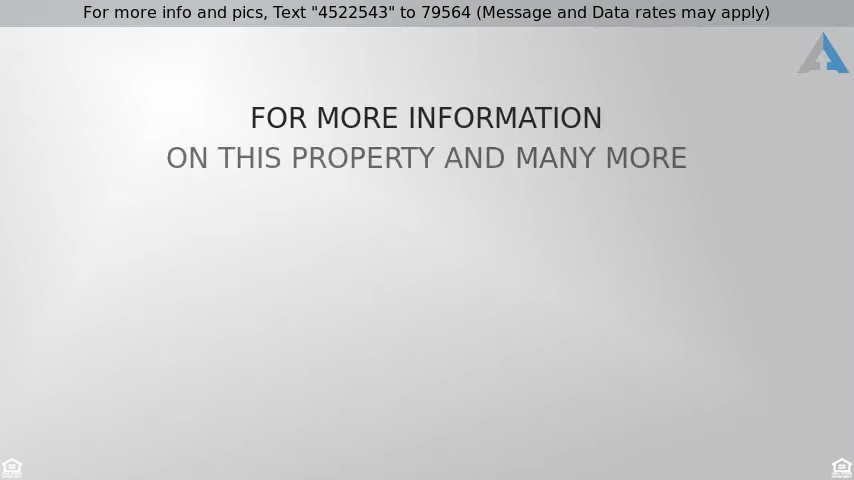 For more info and pics, Text "4522543" to 79564 (Message and Data rates may apply)
FOR MORE INFORMATION
ON THIS PROPERTY AND MANY MORE